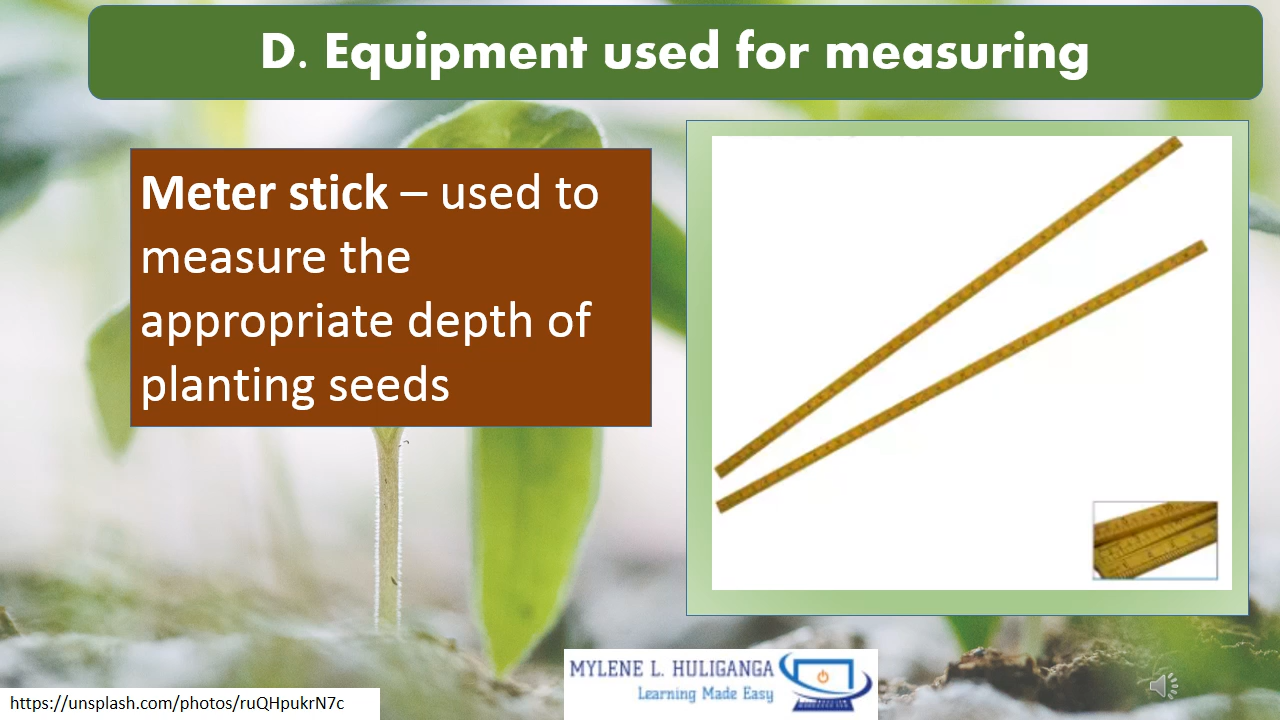 D. Equipment used for measuring
Meter stick – used to
measure the
appropriate depth of
planting seeds
MYLENE L. HULIGANGA
Learning Made Easy
https://unsplash.com/photos/ruQHpukrN7c